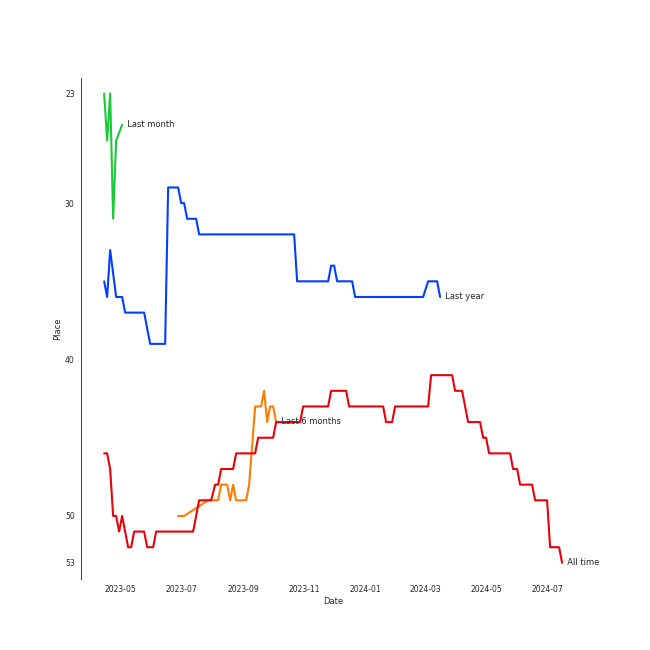 23
Last month
30
Last year
Place
40
Last 6 months
50
53
All time
2023-05
2023-07
2023-09
2023-11
2024-01
2024-03
2024-05
2024-07
Date